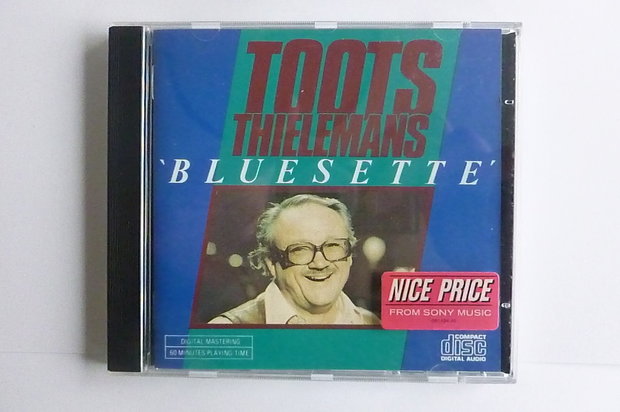 TOOTS
THIELEMANS
'BLUESETTE'
NICE PRICE
FROM SONY MUSIC
DIGITAL MASTERING
60 MINUTES PLAYING TIME
COMPACT
disc
DIGITAL AUDIO